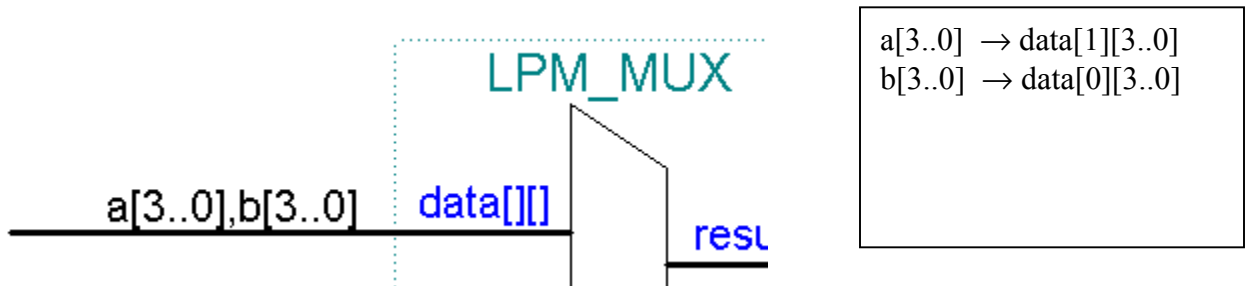 LPM_MUX
a[3..0],b[3..0]
data[][]
resu
a[3..0] → data[1][3..0]
b[3..0] → data[0][3..0]